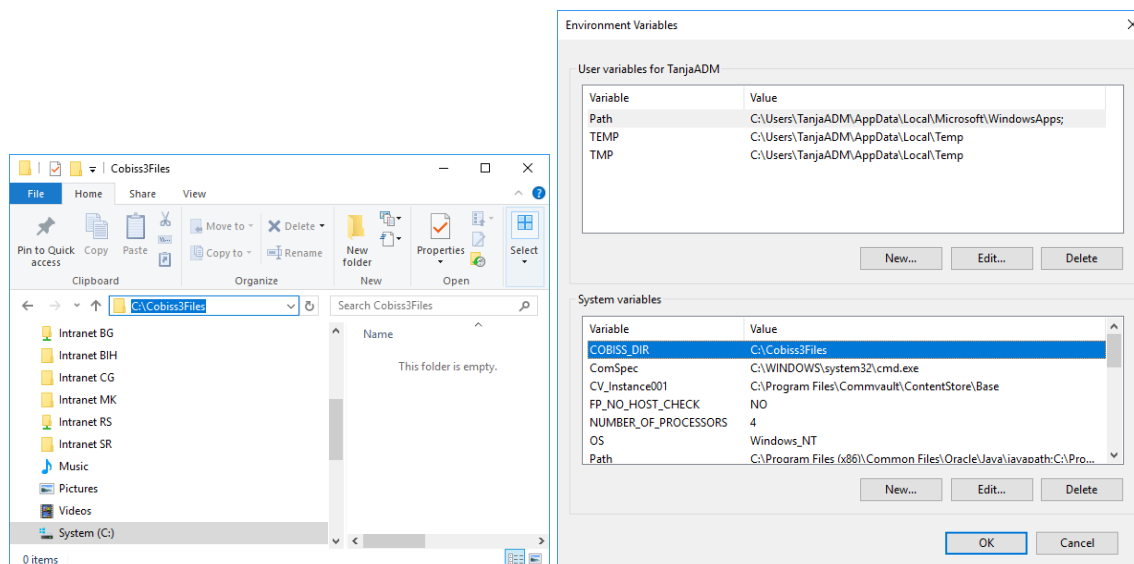 Cobiss3Files
File Home Share View
Pin to Quick access
Copy
Paste
Move to
Copy to
Delete
Rename
New folder
Properties
Select
Clipboard Organize New Open
C:\Cobiss3Files
Search Cobiss3Files
Intranet BG
Intranet BIH
Intranet CG
Intranet MK
Intranet RS
Intranet SR
Music
Pictures
Videos
System (C:)
Name
This folder is empty.
0 items
Environment Variables
User variables for TanjaADM
Variable Value
Path C:\Users\TanjaADM\AppData\Local\Microsoft\WindowsApps;
TEMP C:\Users\TanjaADM\AppData\Local\Temp
TMP C:\Users\TanjaADM\AppData\Local\Temp
New... Edit... Delete
System variables
Variable Value
COBISS_DIR C:\Cobiss3Files
ComSpec C:\WINDOWS\system32\cmd.exe
CV_Instance001 C:\Program Files\Commvault\ContentStore\Base
FP_NO_HOST_CHECK NO
NUMBER_OF_PROCESSORS 4
OS Windows_NT
Path C:\Program Files (x86)\Common Files\Oracle\Java\javapath;C:\Pro...
New... Edit... Delete
OK Cancel